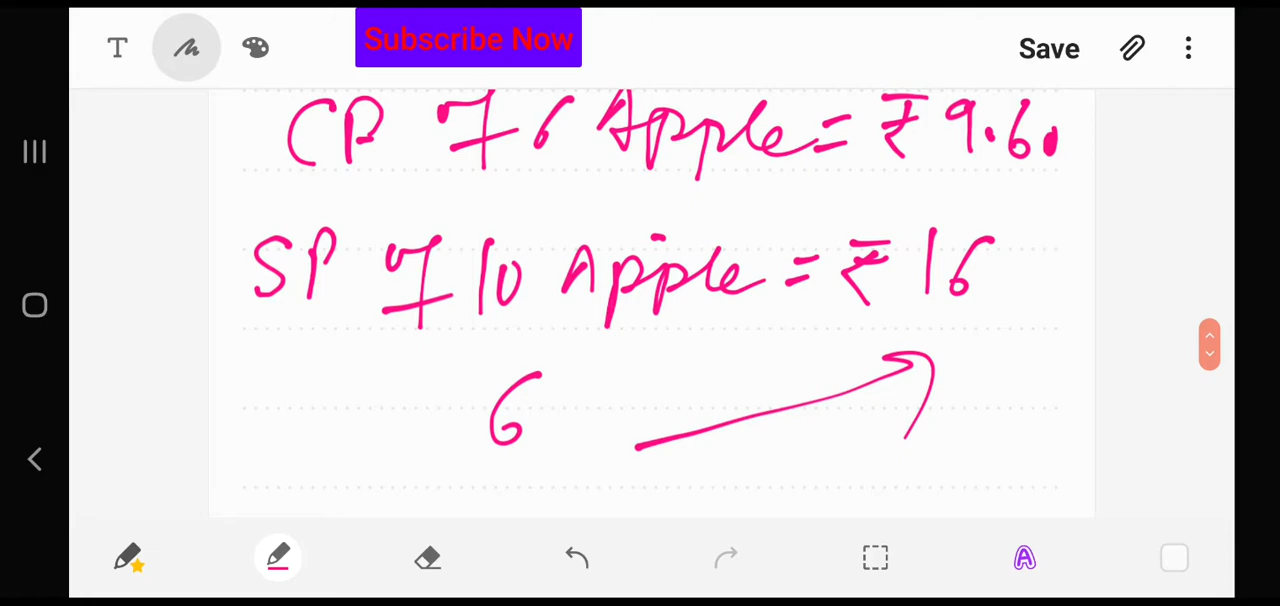 T
Subscribe Now
Save
CP of 6 Apple = ₹ 9.60
SP of 10 Apple = ₹ 16
6
A